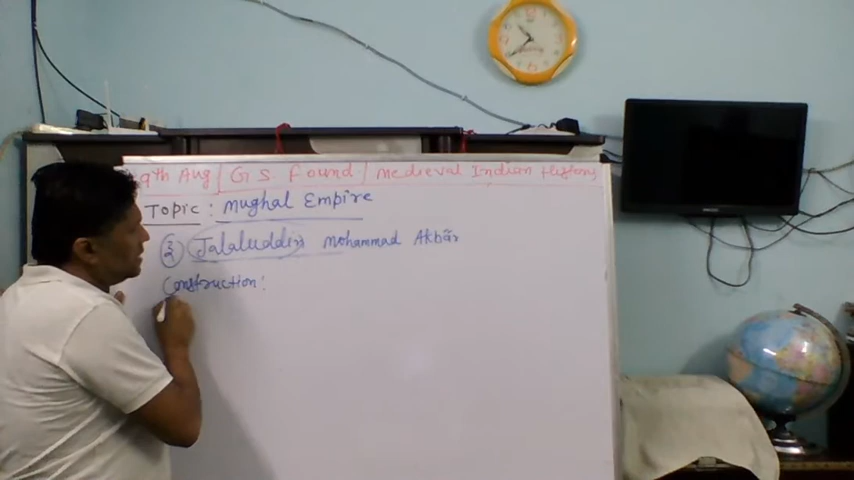 9th Aug | G.S. Found | Medieval Indian History
Topic : Mughal Empire
③ Jalaluddin Mohammad Akbar
Construction :